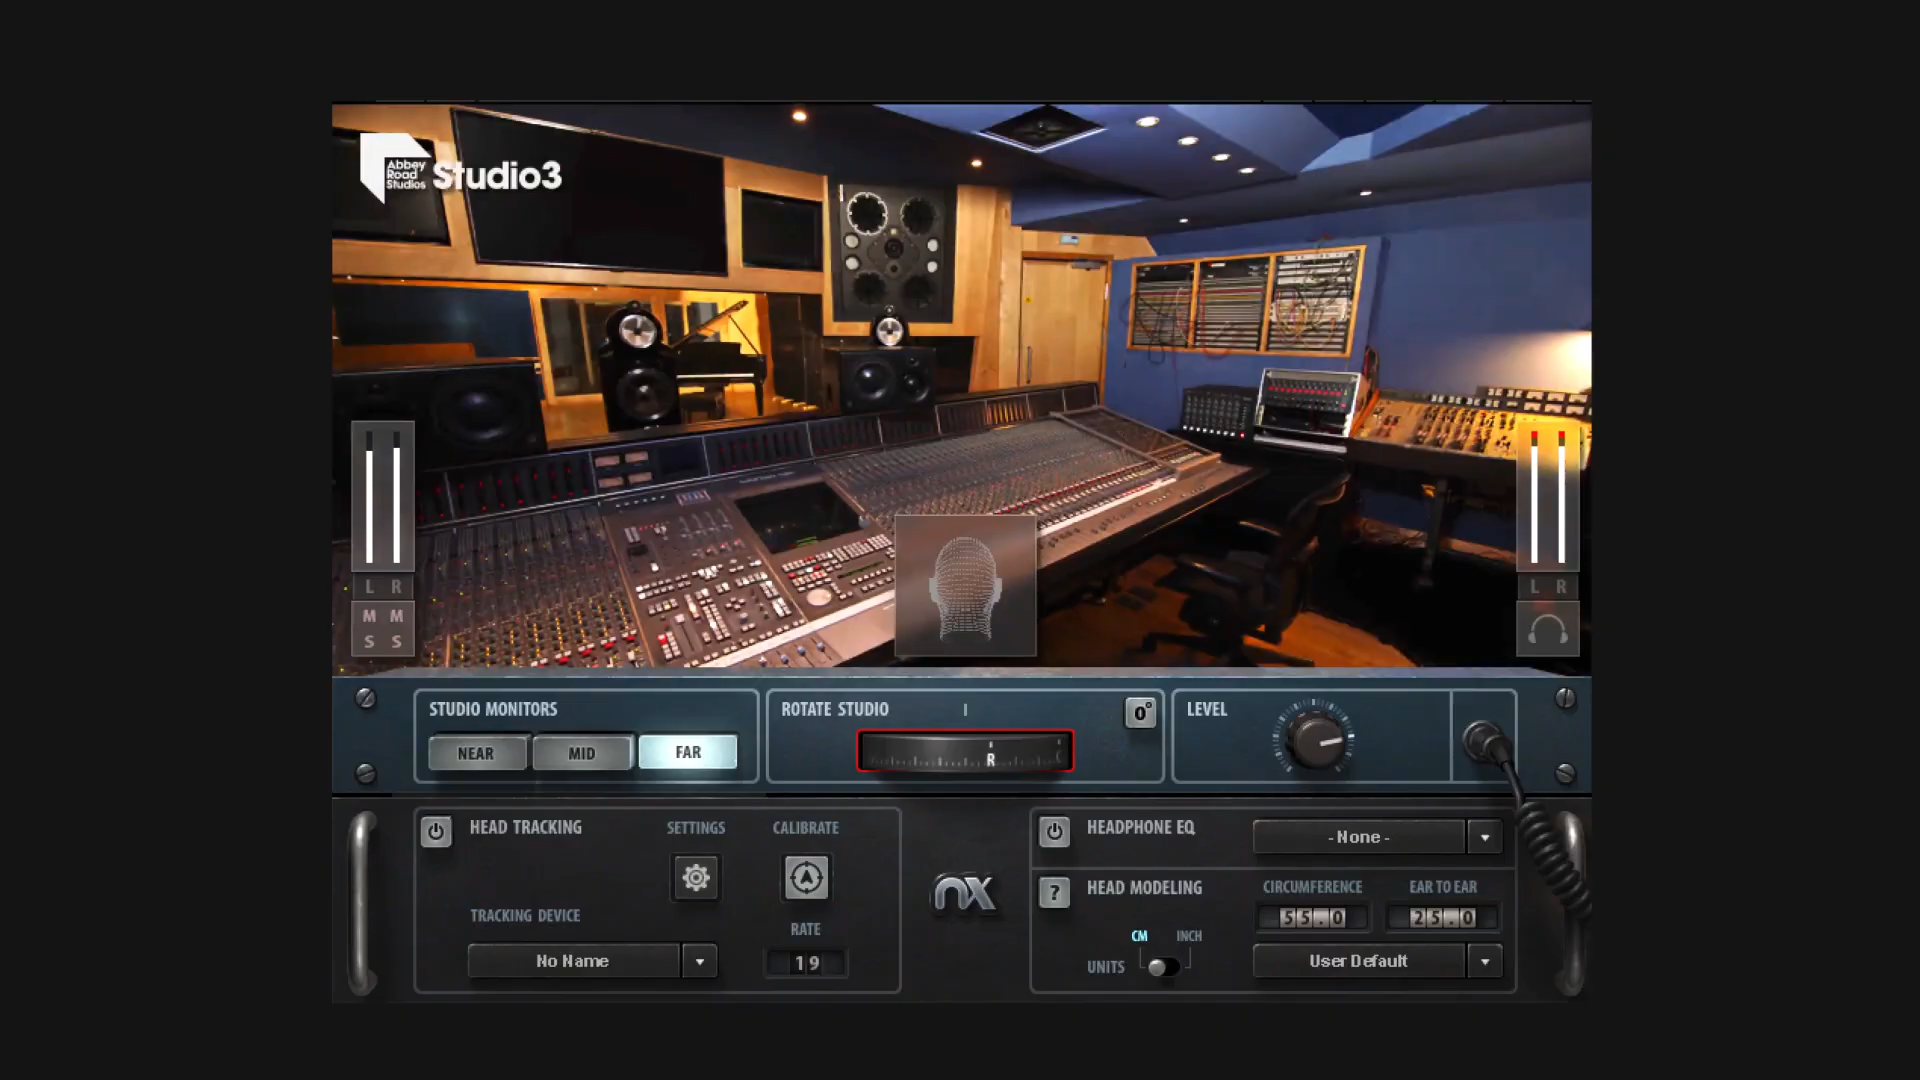 Abbey
Road
Studios
Studio3
L R
M M
S S
L R
STUDIO MONITORS
NEAR
MID
FAR
ROTATE STUDIO
R
C
0°
LEVEL
HEAD TRACKING
SETTINGS
CALIBRATE
TRACKING DEVICE
No Name
RATE
19
nx
HEADPHONE EQ
- None -
?
HEAD MODELING
CIRCUMFERENCE
EAR TO EAR
55.0
25.0
CM
INCH
UNITS
User Default